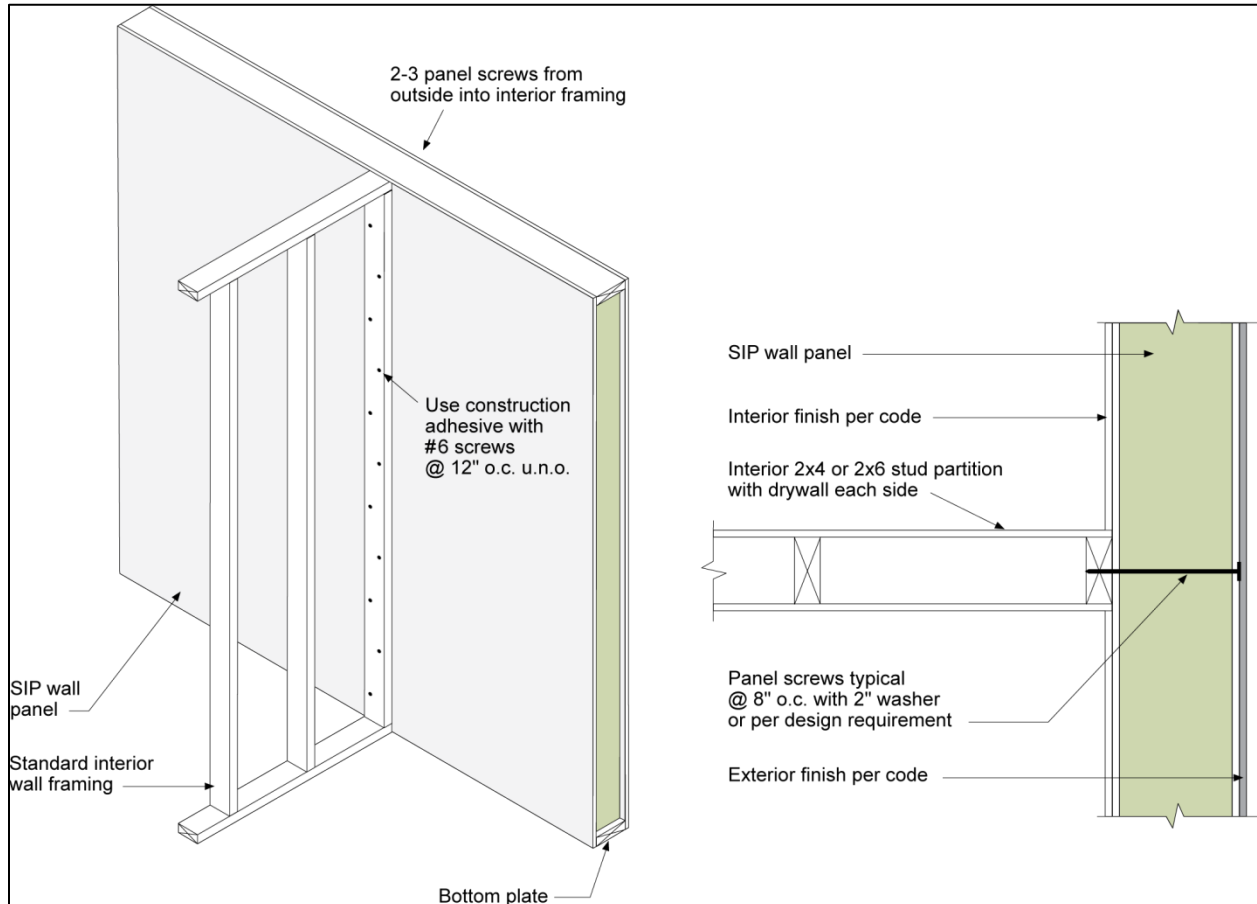 2-3 panel screws from
outside into interior framing
Use construction
adhesive with
#6 screws
@ 12" o.c. u.n.o.
SIP wall
panel
Standard interior
wall framing
Bottom plate
SIP wall panel
Interior finish per code
Interior 2x4 or 2x6 stud partition
with drywall each side
Panel screws typical
@ 8" o.c. with 2" washer
or per design requirement
Exterior finish per code